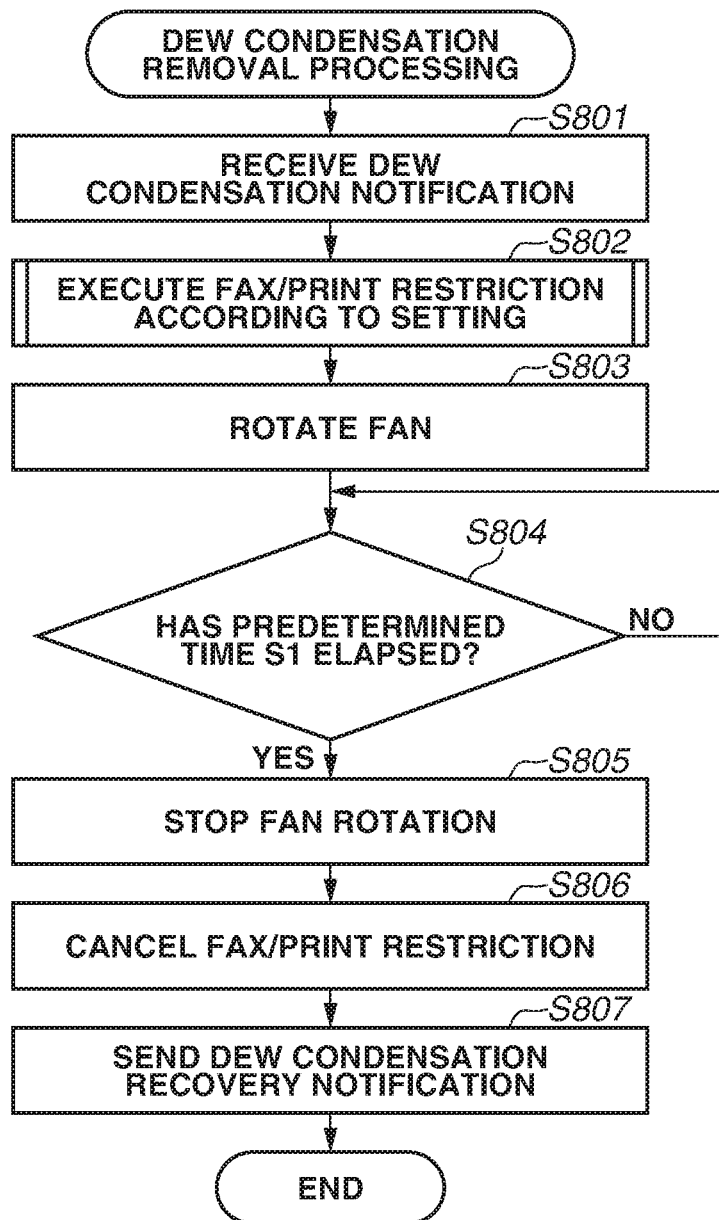 DEW CONDENSATION
REMOVAL PROCESSING
S801
RECEIVE DEW
CONDENSATION NOTIFICATION
S802
EXECUTE FAX/PRINT RESTRICTION
ACCORDING TO SETTING
S803
ROTATE FAN
S804
HAS PREDETERMINED
TIME S1 ELAPSED?
NO
YES
S805
STOP FAN ROTATION
S806
CANCEL FAX/PRINT RESTRICTION
S807
SEND DEW CONDENSATION
RECOVERY NOTIFICATION
END